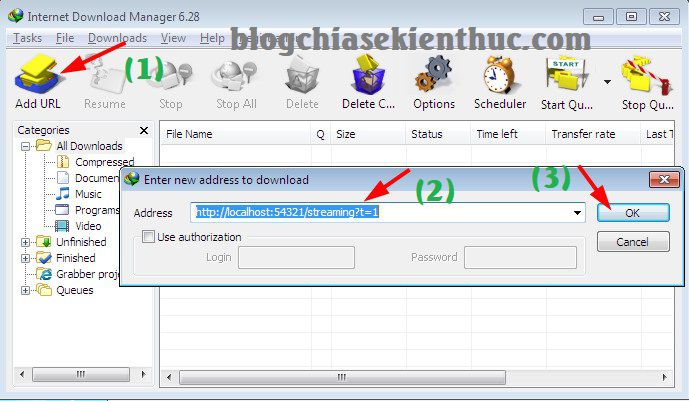 Internet Download Manager 6.28
Tasks File Downloads View Help
blogchiasekienthuc.com
(1)
Add URL Resume Stop Stop All Delete Delete C... Options Scheduler Start Qu... Stop Qu...
Categories
File Name Q Size Status Time left Transfer rate Last T
All Downloads
Compressed
Documen
Music
Programs
Video
Unfinished
Finished
Grabber proje
Queues
Enter new address to download
(2)
(3)
Address http://localhost:54321/streaming?t=1 OK
Use authorization Cancel
Login Password